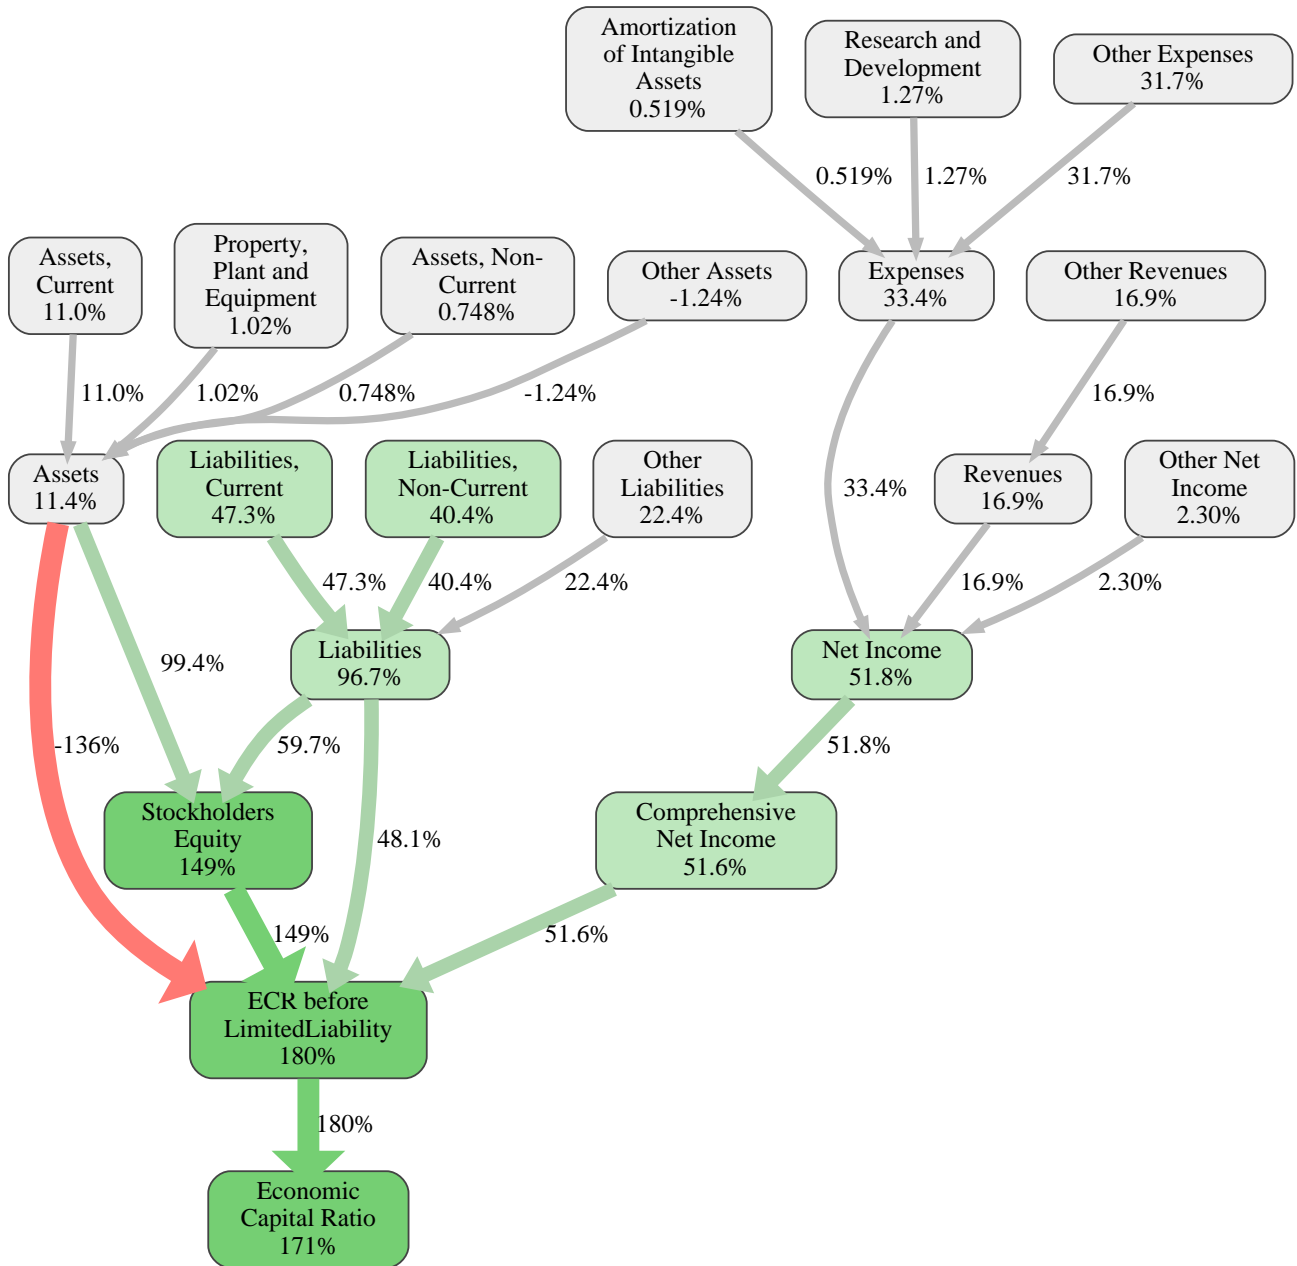 Amortization
of Intangible
Assets
0.519%
Research and
Development
1.27%
Other Expenses
31.7%
0.519%
1.27%
31.7%
Assets,
Current
11.0%
Property,
Plant and
Equipment
1.02%
Assets, Non-
Current
0.748%
Other Assets
-1.24%
Expenses
33.4%
Other Revenues
16.9%
11.0%
1.02%
0.748%
-1.24%
16.9%
Assets
11.4%
Liabilities,
Current
47.3%
Liabilities,
Non-Current
40.4%
Other
Liabilities
22.4%
33.4%
Revenues
16.9%
Other Net
Income
2.30%
47.3%
40.4%
22.4%
16.9%
2.30%
99.4%
Liabilities
96.7%
Net Income
51.8%
-136%
59.7%
51.8%
Stockholders
Equity
149%
48.1%
Comprehensive
Net Income
51.6%
149%
51.6%
ECR before
LimitedLiability
180%
180%
Economic
Capital Ratio
171%